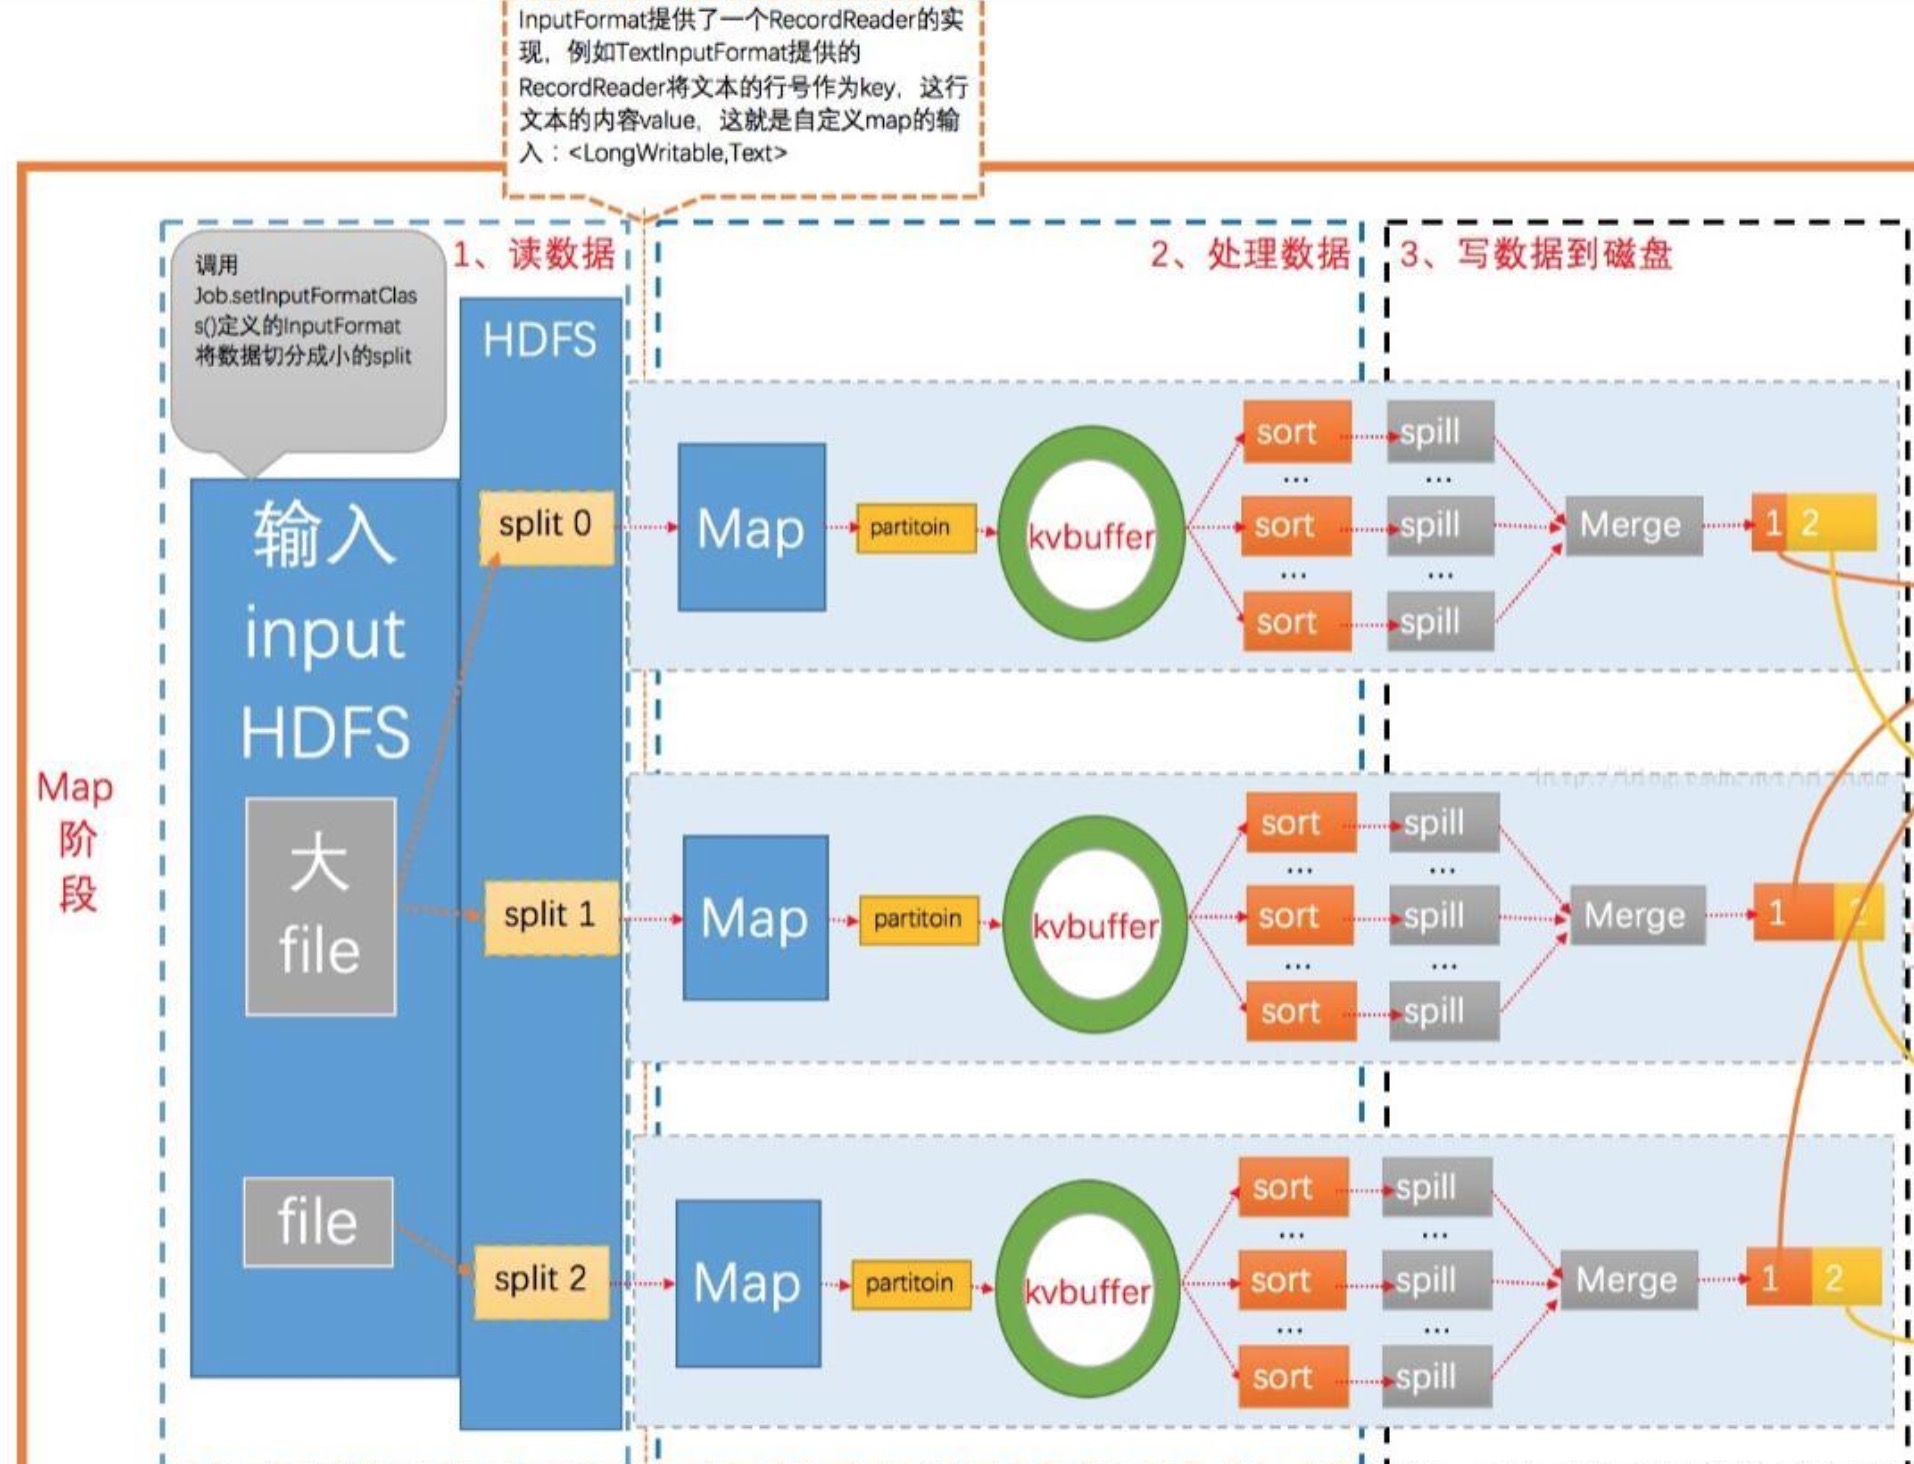 InputFormat提供了一个RecordReader的实
现，例如TextInputFormat提供的
RecordReader将文本的行号作为key，这行
文本的内容value，这就是自定义map的输
入：<LongWritable,Text>
1、读数据
2、处理数据
3、写数据到磁盘
调用
Job.setInputFormatClas
s()定义的InputFormat
将数据切分成小的split
HDFS
输入
input
HDFS
大
file
file
Map
阶
段
split 0
Map
partitoin
kvbuffer
sort
spill
...
...
sort
spill
...
...
sort
spill
Merge
1 2
split 1
Map
partitoin
kvbuffer
sort
spill
...
...
sort
spill
...
...
sort
spill
Merge
1 2
split 2
Map
partitoin
kvbuffer
sort
spill
...
...
sort
spill
...
...
sort
spill
Merge
1 2